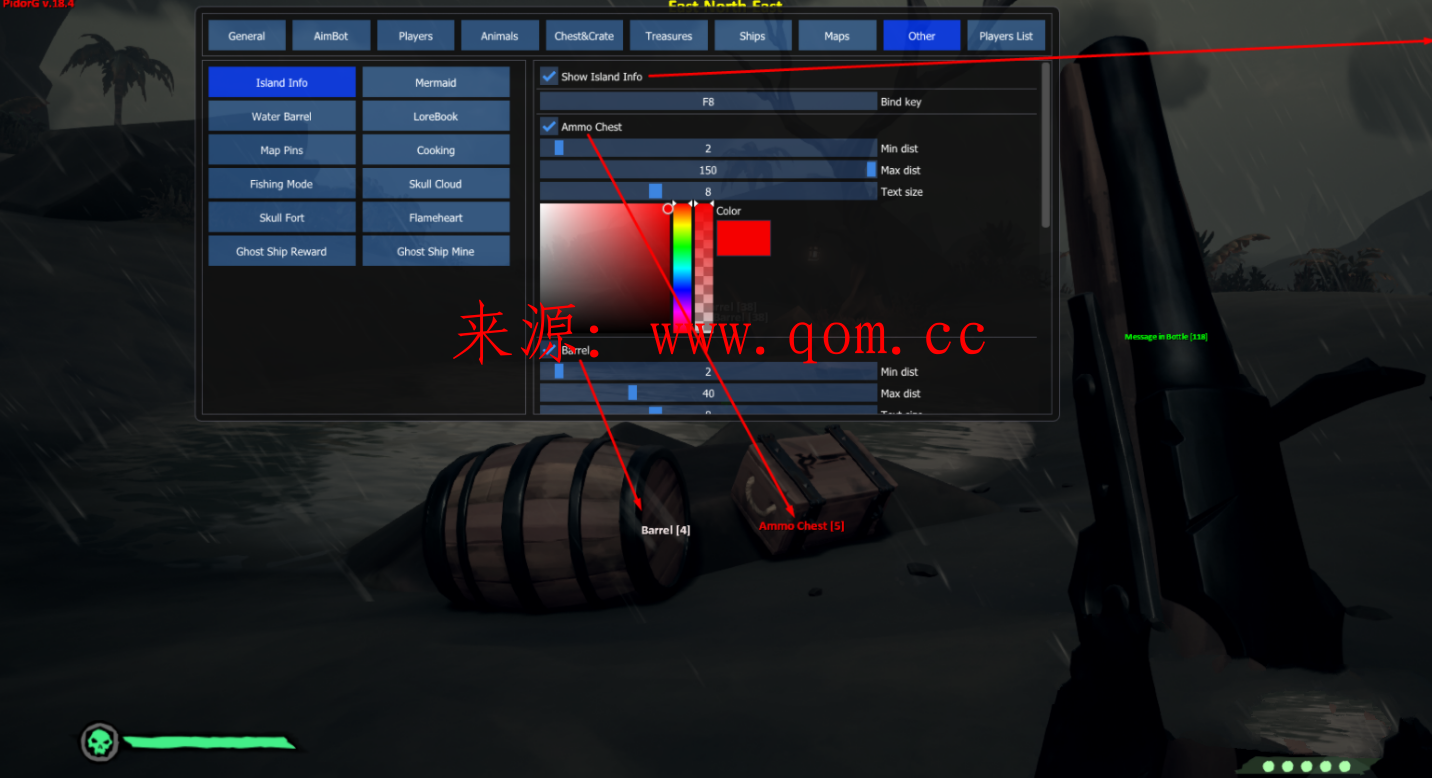 PidorG v.18.4
East North East
General AimBot Players Animals Chest&Crate Treasures Ships Maps Other Players List
Island Info Mermaid
Water Barrel LoreBook
Map Pins Cooking
Fishing Mode Skull Cloud
Skull Fort Flameheart
Ghost Ship Reward Ghost Ship Mine
Show Island Info
F8 Bind key
Ammo Chest
2 Min dist
150 Max dist
8 Text size
Color
来源：www.qom.cc
Barrel
2 Min dist
40 Max dist
Message in Bottle [118]
Barrel [4]
Ammo Chest [5]